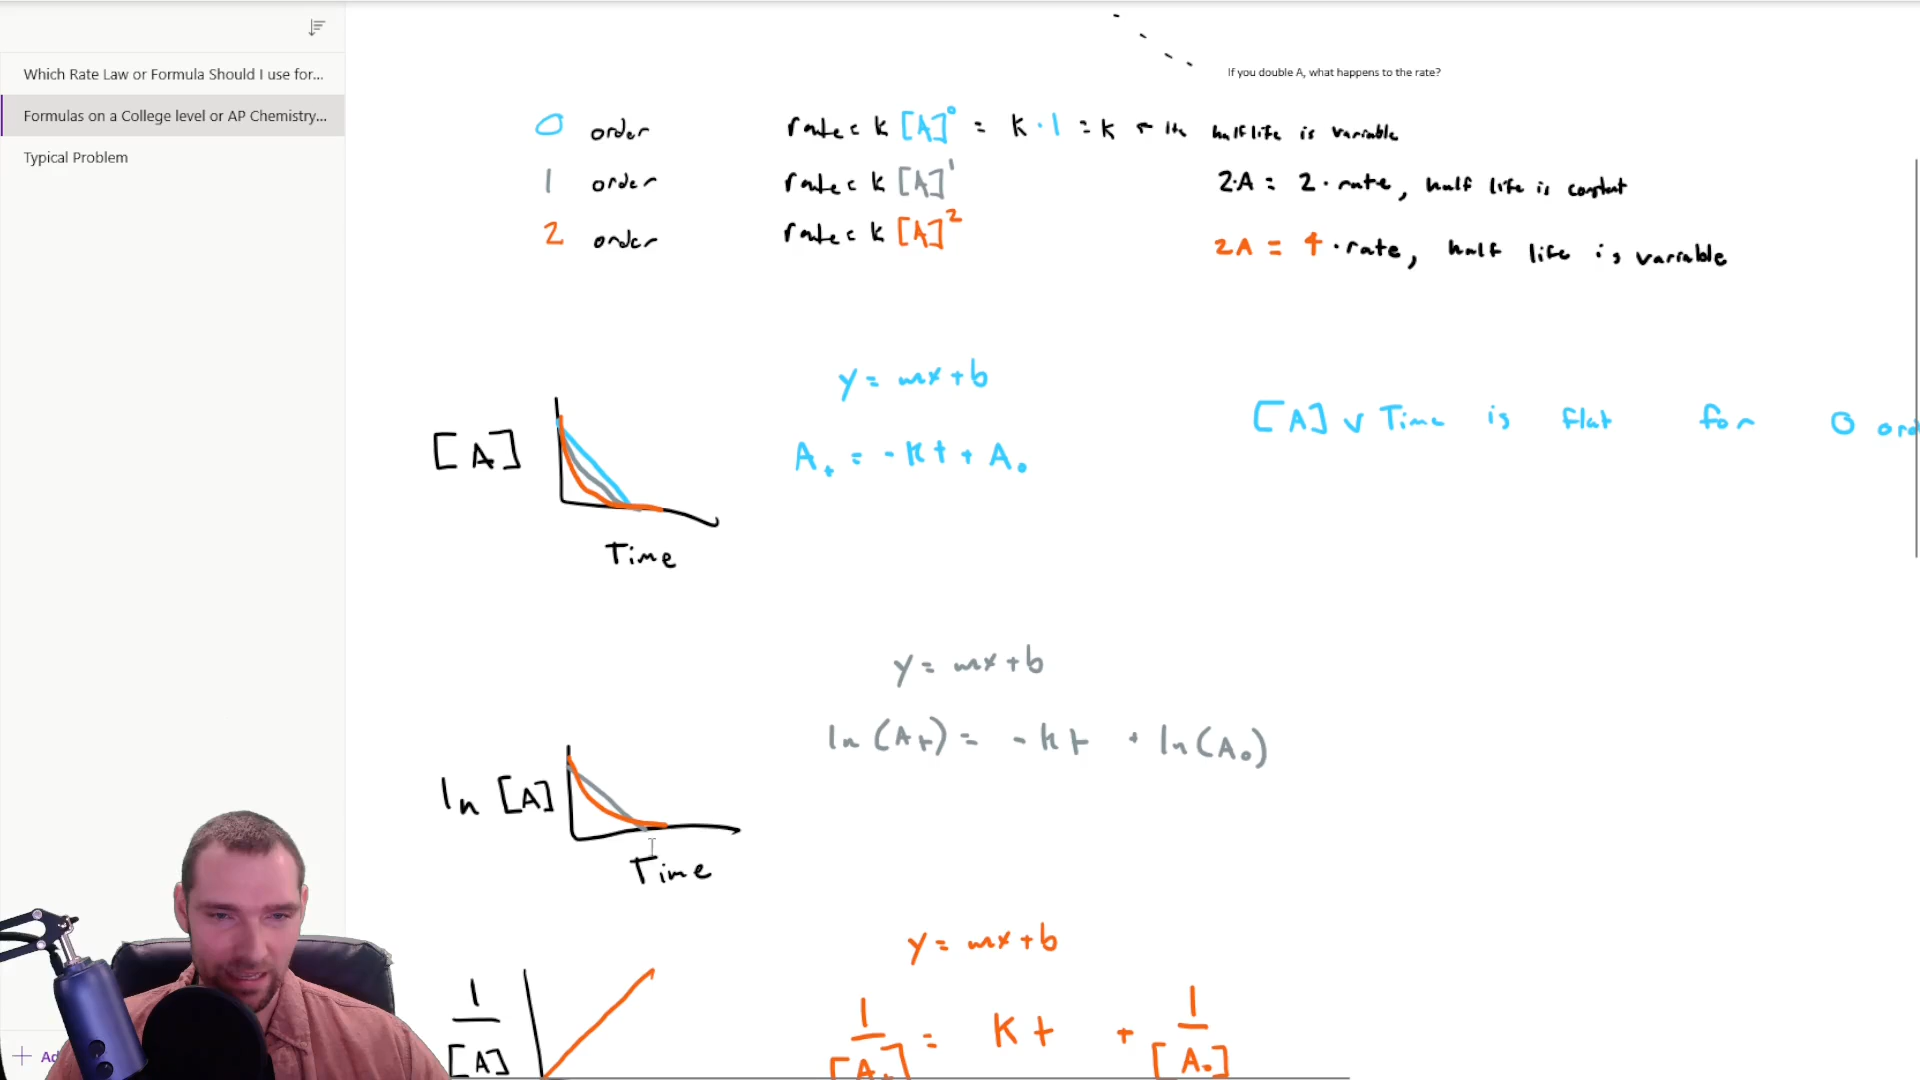 Which Rate Law or Formula Should I use for...
Formulas on a College level or AP Chemistry...
Typical Problem
If you double A, what happens to the rate?
0 order rate = k [A]⁰ = k · 1 = k half life is variable
1 order rate = k [A]¹ 2·A = 2 · rate, half life is constant
2 order rate = k [A]² 2A = 4 · rate, half life is variable
y = mx + b
[A] v Time is flat for 0 ord
[A]
Aₜ = -kt + A₀
Time
y = mx + b
ln (Aₜ) = -kt + ln(A₀)
ln [A]
Time
y = mx + b
1/[A]
1/[Aₜ] = kt + 1/[A₀]
+ Ad